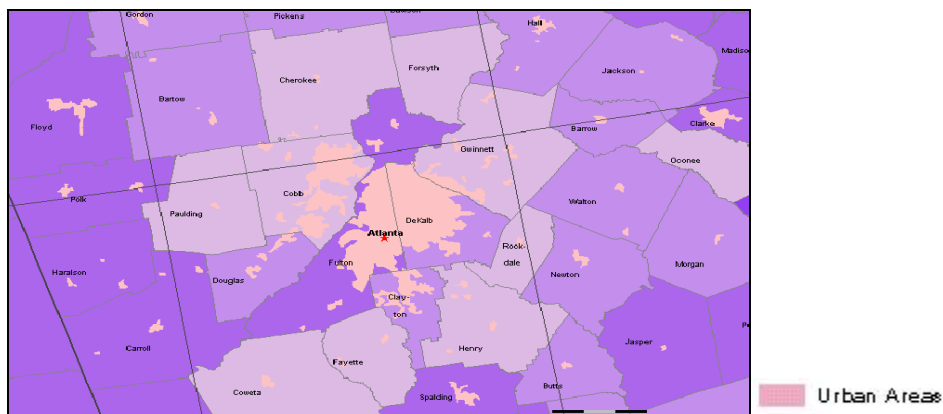 Gordon
Pickens
Hall
Madiso
Cherokee
Forsyth
Jackson
Bartow
Floyd
Clarke
Barrow
Gwinnett
Oconee
Cobb
Polk
Paulding
Walton
DeKalb
Atlanta
Rock-
dale
Fulton
Haralson
Douglas
Newton
Morgan
Clay-
ton
Carroll
Henry
Jasper
Fayette
Butts
Coweta
Spalding
Urban Areas